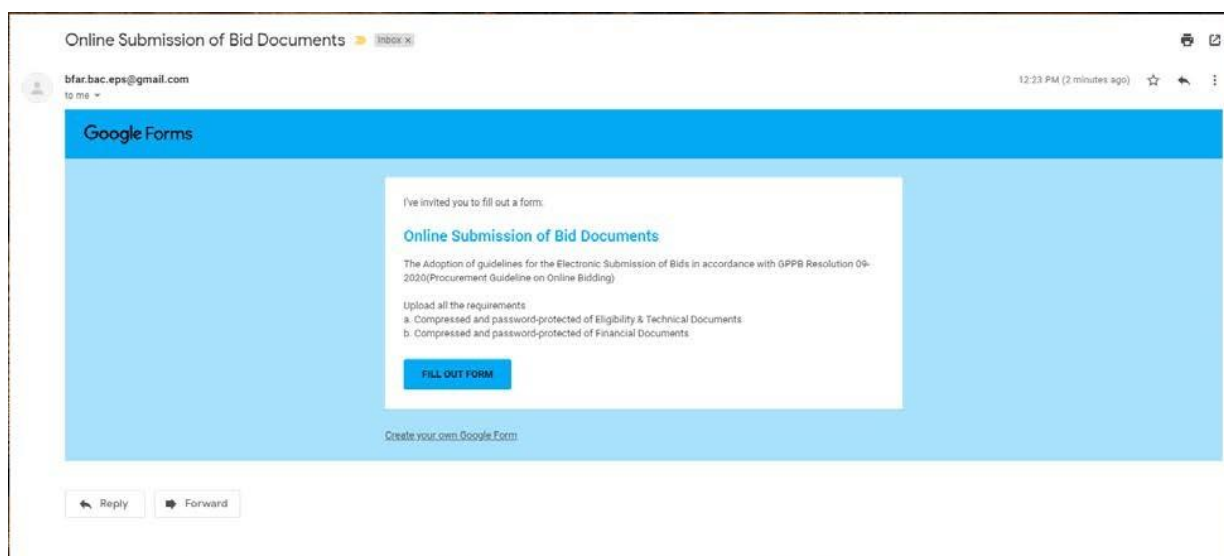 Online Submission of Bid Documents Inbox x
bfar.bac.eps@gmail.com
12:23 PM (2 minutes ago)
to me
Google Forms
I've invited you to fill out a form:
Online Submission of Bid Documents
The Adoption of guidelines for the Electronic Submission of Bids in accordance with GPPB Resolution 09-
2020(Procurement Guideline on Online Bidding)
Upload all the requirements
a. Compressed and password-protected of Eligibility & Technical Documents
b. Compressed and password-protected of Financial Documents
FILL OUT FORM
Create your own Google Form
Reply Forward